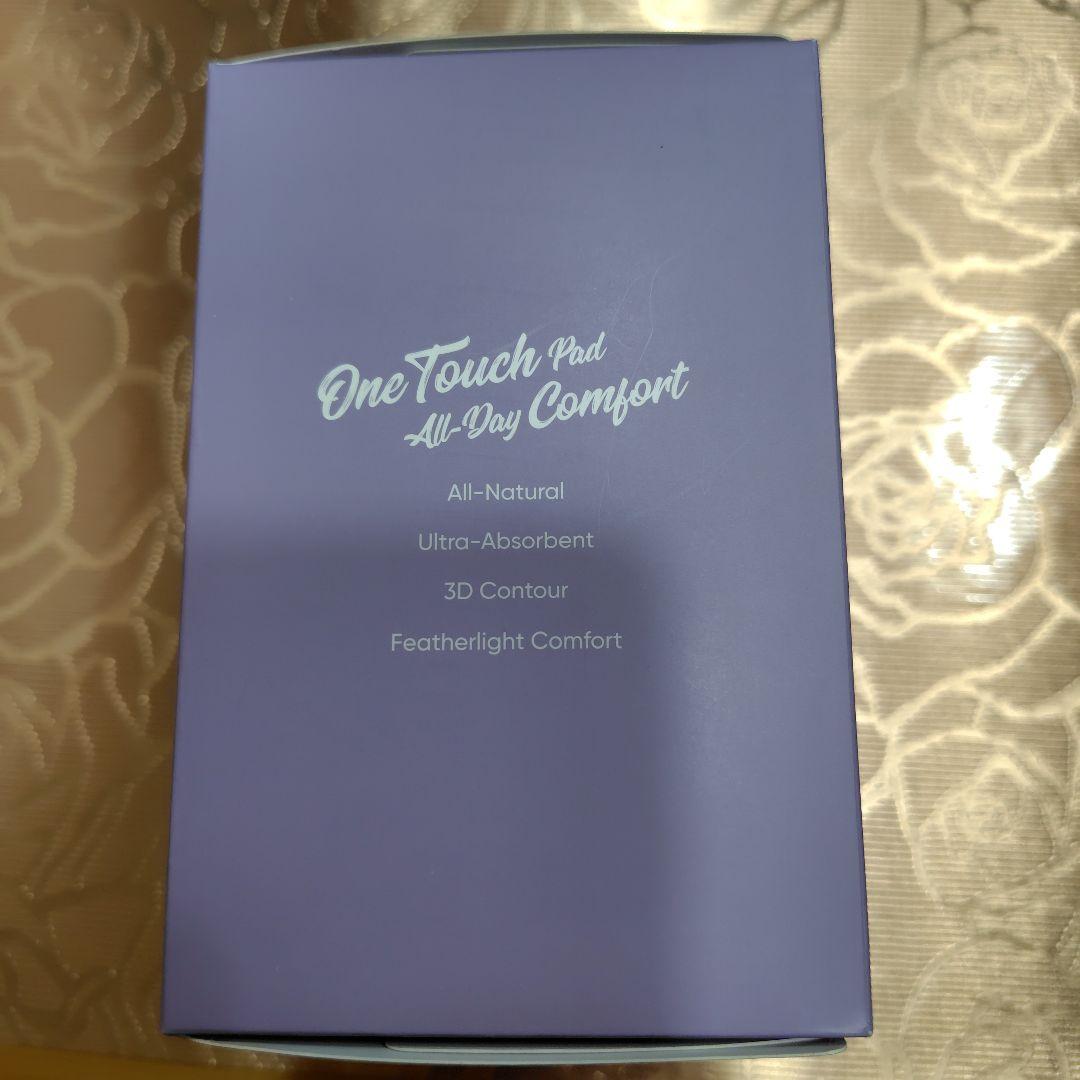 One Touch Pad
All-Day Comfort
All-Natural
Ultra-Absorbent
3D Contour
Featherlight Comfort